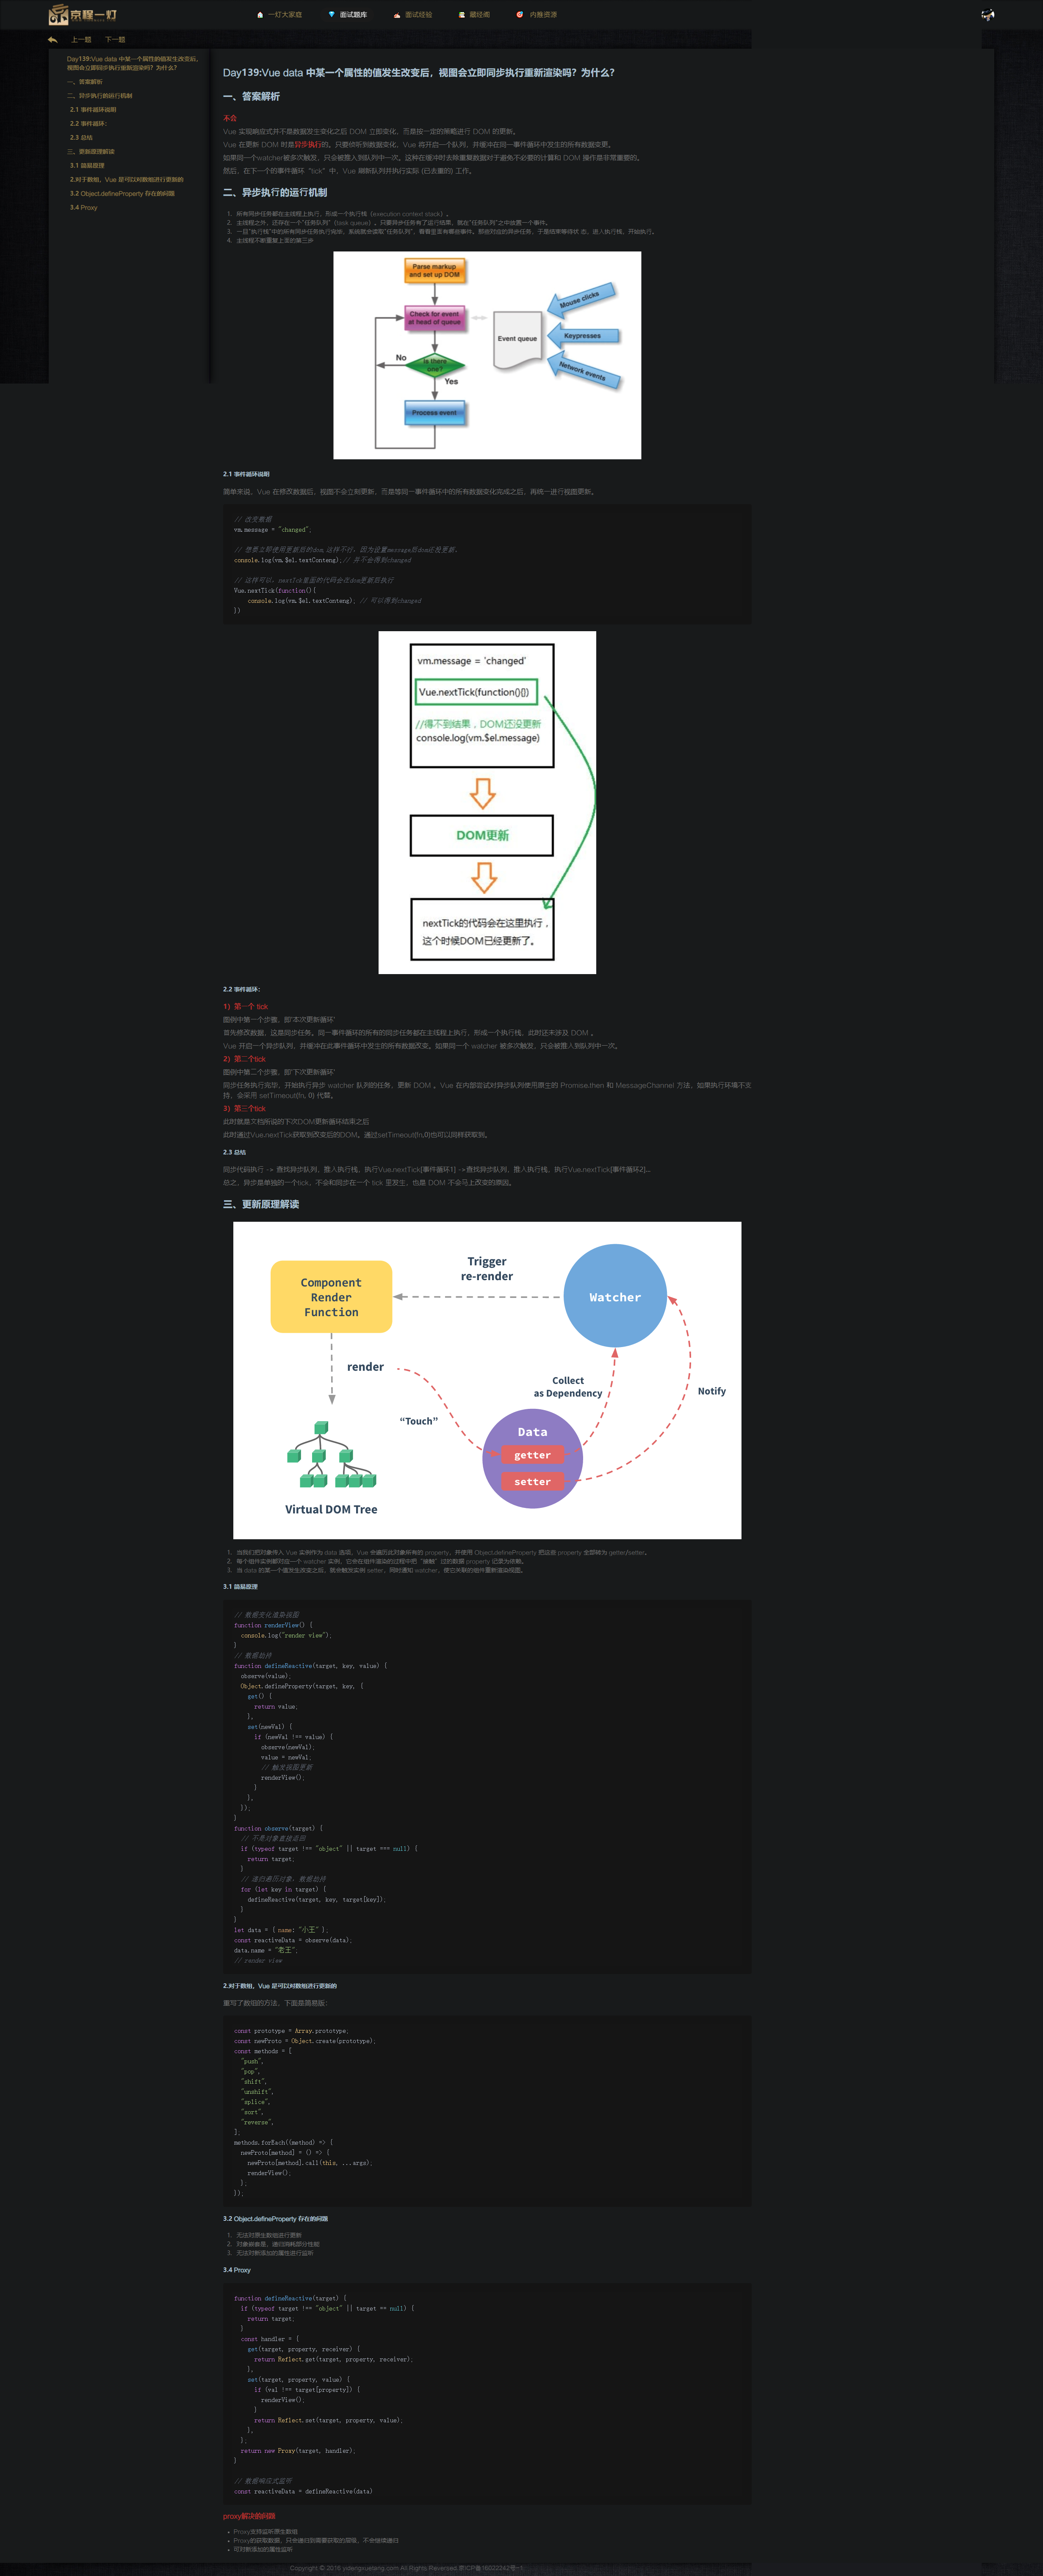 京程一灯
一灯大家庭
面试题库
面试经验
藏经阁
内推资源
上一题 下一题
Day139:Vue data 中某一个属性的值发生改变后，
视图会立即同步执行重新渲染吗？为什么？
一、答案解析
二、异步执行的运行机制
2.1 事件循环说明
2.2 事件循环：
2.3 总结
三、更新原理解读
3.1 简易原理
2.对于数组，Vue 是可以对数组进行更新的
3.2 Object.defineProperty 存在的问题
3.4 Proxy
Day139:Vue data 中某一个属性的值发生改变后，视图会立即同步执行重新渲染吗？为什么？
一、答案解析
不会
Vue 实现响应式并不是数据发生变化之后 DOM 立即变化，而是按一定的策略进行 DOM 的更新。
Vue 在更新 DOM 时是异步执行的。只要侦听到数据变化，Vue 将开启一个队列，并缓冲在同一事件循环中发生的所有数据变更。
如果同一个watcher被多次触发，只会被推入到队列中一次。这种在缓冲时去除重复数据对于避免不必要的计算和 DOM 操作是非常重要的。
然后，在下一个的事件循环“tick”中，Vue 刷新队列并执行实际 (已去重的) 工作。
二、异步执行的运行机制
1. 所有同步任务都在主线程上执行，形成一个执行栈（execution context stack）。
2. 主线程之外，还存在一个"任务队列"（task queue）。只要异步任务有了运行结果，就在"任务队列"之中放置一个事件。
3. 一旦"执行栈"中的所有同步任务执行完毕，系统就会读取"任务队列"，看看里面有哪些事件。那些对应的异步任务，于是结束等待状 态，进入执行栈，开始执行。
4. 主线程不断重复上面的第三步
Parse markup
and set up DOM
Check for event
at head of queue
Is there
one?
No
Yes
Process event
Event queue
Mouse clicks
Keypresses
Network events
2.1 事件循环说明
简单来说，Vue 在修改数据后，视图不会立刻更新，而是等同一事件循环中的所有数据变化完成之后，再统一进行视图更新。
// 改变数据
vm.message = "changed";
// 想要立即使用更新后的dom。这样不行，因为设置message后dom还没更新。
console.log(vm.$el.textConteng);// 并不会得到changed
// 这样可以，nextTick里面的代码会在dom更新后执行
Vue.nextTick(function(){
console.log(vm.$el.textConteng); // 可以得到changed
})
vm.message = 'changed'
Vue.nextTick(function(){})
//得不到结果，DOM还没更新
console.log(vm.$el.message)
DOM更新
nextTick的代码会在这里执行，
这个时候DOM已经更新了。
2.2 事件循环：
1）第一个 tick
图例中第一个步骤，即'本次更新循环'
首先修改数据，这是同步任务。同一事件循环的所有的同步任务都在主线程上执行，形成一个执行栈，此时还未涉及 DOM 。
Vue 开启一个异步队列，并缓冲在此事件循环中发生的所有数据改变。如果同一个 watcher 被多次触发，只会被推入到队列中一次。
2）第二个tick
图例中第二个步骤，即'下次更新循环'
同步任务执行完毕，开始执行异步 watcher 队列的任务，更新 DOM 。Vue 在内部尝试对异步队列使用原生的 Promise.then 和 MessageChannel 方法，如果执行环境不支
持，会采用 setTimeout(fn, 0) 代替。
3）第三个tick
此时就是文档所说的下次DOM更新循环结束之后
此时通过Vue.nextTick获取到改变后的DOM。通过setTimeout(fn,0)也可以同样获取到。
2.3 总结
同步代码执行 -> 查找异步队列，推入执行栈，执行Vue.nextTick[事件循环1] ->查找异步队列，推入执行栈，执行Vue.nextTick[事件循环2]...
总之，异步是单独的一个tick，不会和同步在一个 tick 里发生，也是 DOM 不会马上改变的原因。
三、更新原理解读
Component
Render
Function
Trigger
re-render
Watcher
render
Collect
as Dependency
Notify
“Touch”
Data
getter
setter
Virtual DOM Tree
1. 当我们把对象传入 Vue 实例作为 data 选项，Vue 会遍历此对象所有的 property，并使用 Object.defineProperty 把这些 property 全部转为 getter/setter。
2. 每个组件实例都对应一个 watcher 实例，它会在组件渲染的过程中把“接触”过的数据 property 记录为依赖。
3. 当 data 的某一个值发生改变之后，就会触发实例 setter，同时通知 watcher，使它关联的组件重新渲染视图。
3.1 简易原理
// 数据变化渲染视图
function renderView() {
console.log("render view");
}
// 数据劫持
function defineReactive(target, key, value) {
observe(value);
Object.defineProperty(target, key, {
get() {
return value;
},
set(newVal) {
if (newVal !== value) {
observe(newVal);
value = newVal;
// 触发视图更新
renderView();
}
},
});
}
function observe(target) {
// 不是对象直接返回
if (typeof target !== "object" || target === null) {
return target;
}
// 递归遍历对象，数据劫持
for (let key in target) {
defineReactive(target, key, target[key]);
}
}
let data = { name: "小王" };
const reactiveData = observe(data);
data.name = "老王";
// render view
2.对于数组，Vue 是可以对数组进行更新的
重写了数组的方法，下面是简易版：
const prototype = Array.prototype;
const newProto = Object.create(prototype);
const methods = [
"push",
"pop",
"shift",
"unshift",
"splice",
"sort",
"reverse",
];
methods.forEach((method) => {
newProto[method] = () => {
newProto[method].call(this, ...args);
renderView();
};
});
3.2 Object.defineProperty 存在的问题
1. 无法对原生数组进行更新
2. 对象嵌套是，递归消耗部分性能
3. 无法对新添加的属性进行监听
3.4 Proxy
function defineReactive(target) {
if (typeof target !== "object" || target == null) {
return target;
}
const handler = {
get(target, property, receiver) {
return Reflect.get(target, property, receiver);
},
set(target, property, value) {
if (val !== target[property]) {
renderView();
}
return Reflect.set(target, property, value);
},
};
return new Proxy(target, handler);
}
// 数据响应式监听
const reactiveData = defineReactive(data)
proxy解决的问题
Proxy支持监听原生数组
Proxy的获取数据，只会递归到需要获取的层级，不会继续递归
可对新添加的属性监听
Copyright © 2016 yidengxuetang.com All Rights Reserved.京ICP备16022242号-1